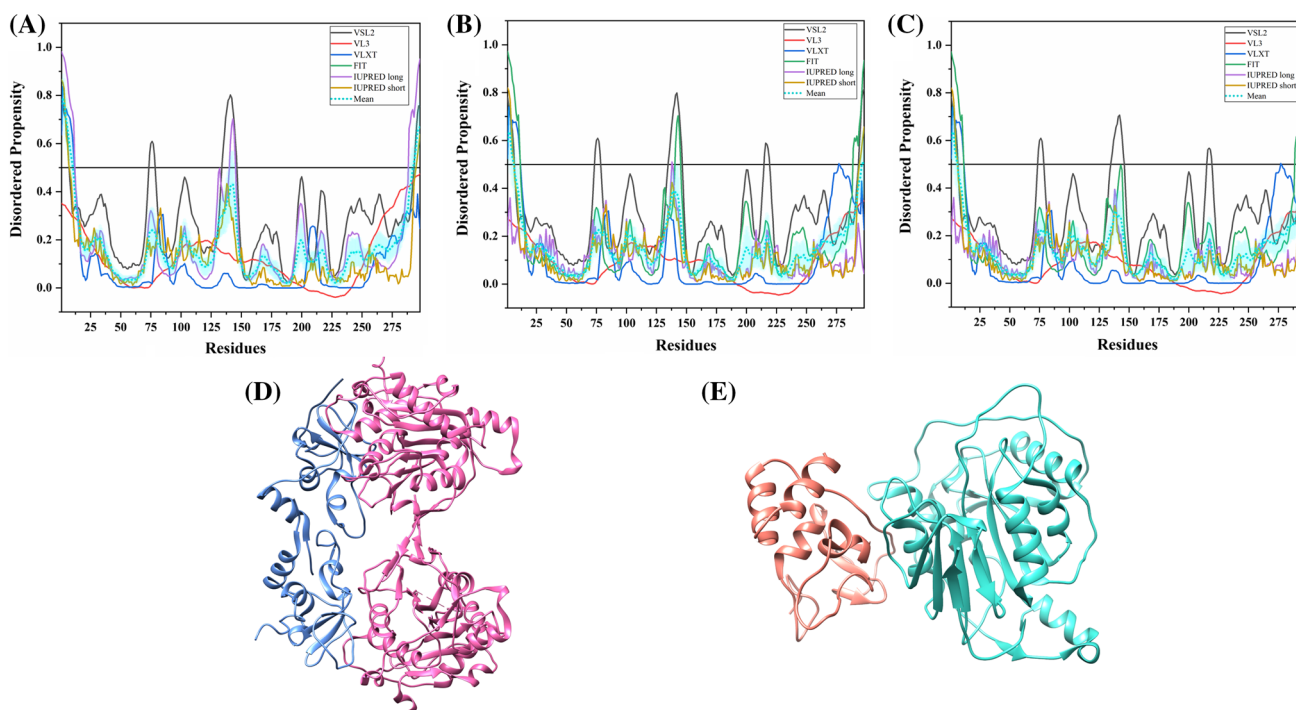 (A)
1.0
0.8
0.6
0.4
0.2
0.0
Disordered Propensity
VSL2
VL3
VLXT
FIT
IUPRED long
IUPRED short
Mean
25 50 75 100 125 150 175 200 225 250 275
Residues
(B)
1.0
0.8
0.6
0.4
0.2
0.0
Disordered Propensity
VSL2
VL3
VLXT
FIT
IUPRED long
IUPRED short
Mean
25 50 75 100 125 150 175 200 225 250 275
Residues
(C)
1.0
0.8
0.6
0.4
0.2
0.0
Disordered Propensity
VSL2
VL3
VLXT
FIT
IUPRED long
IUPRED short
Mean
25 50 75 100 125 150 175 200 225 250 275
Residues
(D)
(E)